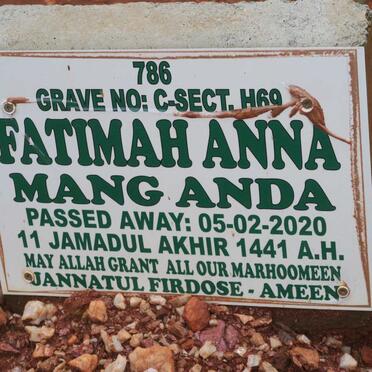 786
GRAVE NO: C-SECT. H69
FATIMAH ANNA
MANG ANDA
PASSED AWAY: 05-02-2020
11 JAMADUL AKHIR 1441 A.H.
MAY ALLAH GRANT ALL OUR MARHOOMEEN
JANNATUL FIRDOSE - AMEEN